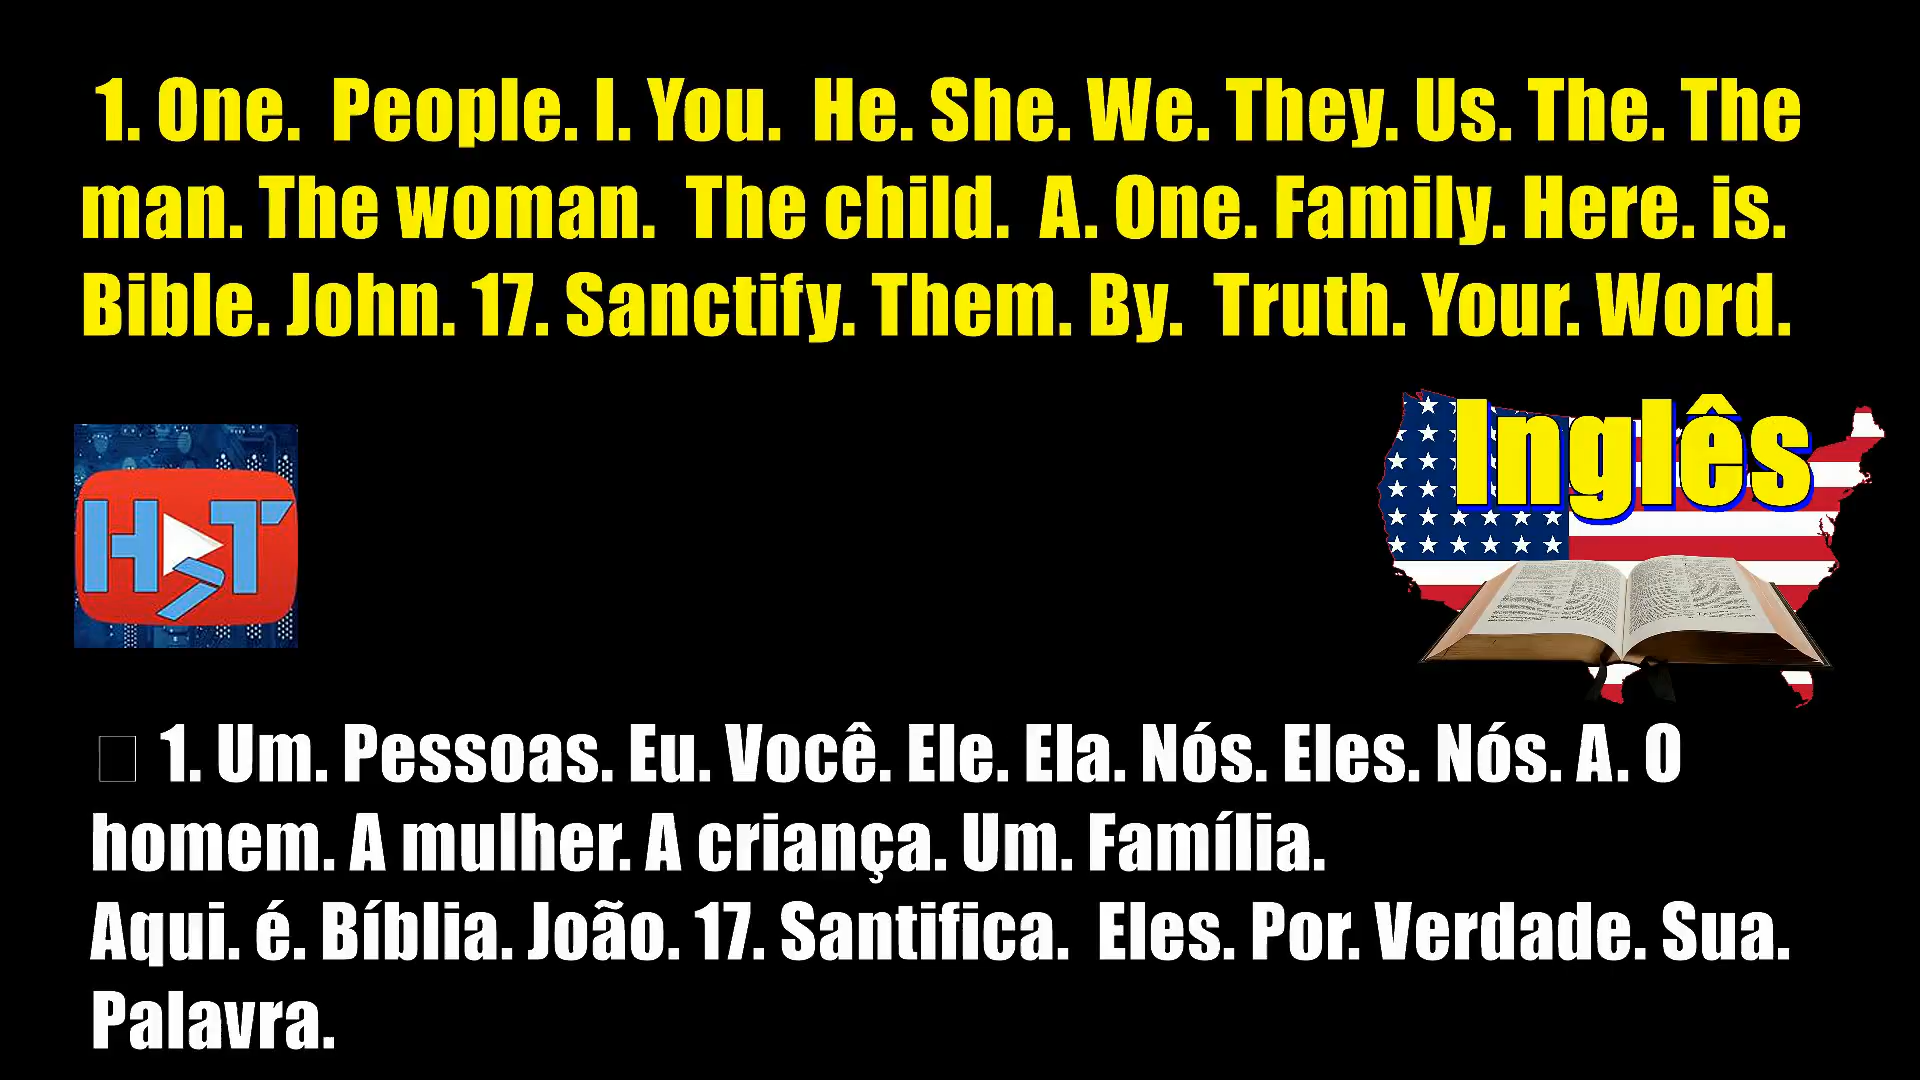 1. One. People. I. You. He. She. We. They. Us. The. The
man. The woman. The child. A. One. Family. Here. is.
Bible. John. 17. Sanctify. Them. By. Truth. Your. Word.
Inglês
HT
1. Um. Pessoas. Eu. Você. Ele. Ela. Nós. Eles. Nós. A. O
homem. A mulher. A criança. Um. Família.
Aqui. é. Bíblia. João. 17. Santifica. Eles. Por. Verdade. Sua.
Palavra.